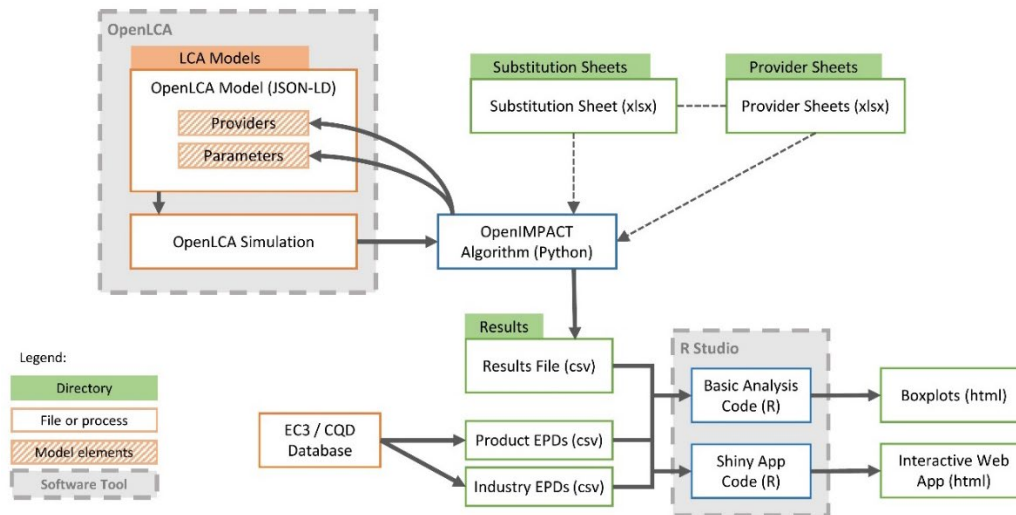 OpenLCA
LCA Models
OpenLCA Model (JSON-LD)
Providers
Parameters
OpenLCA Simulation
Substitution Sheets
Substitution Sheet (xlsx)
Provider Sheets
Provider Sheets (xlsx)
OpenIMPACT
Algorithm (Python)
Results
Results File (csv)
R Studio
Basic Analysis
Code (R)
Boxplots (html)
EC3 / CQD
Database
Product EPDs (csv)
Industry EPDs (csv)
Shiny App
Code (R)
Interactive Web
App (html)
Legend:
Directory
File or process
Model elements
Software Tool